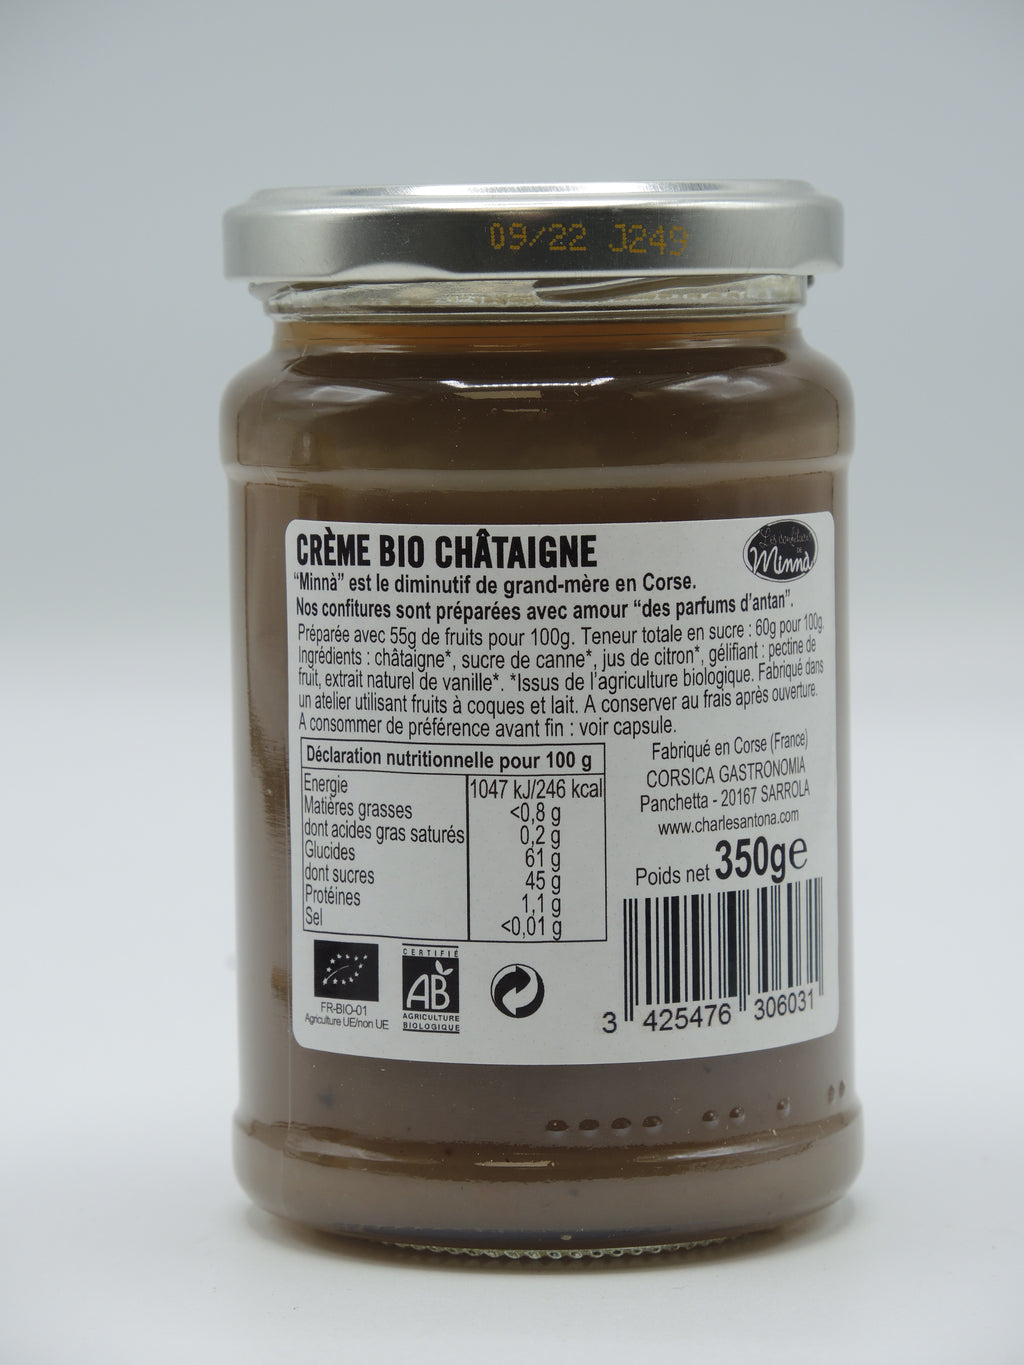 09/22 J249
CRÈME BIO CHÂTAIGNE
Les confitures
DE
Minnà
"Minnà" est le diminutif de grand-mère en Corse.
Nos confitures sont préparées avec amour "des parfums d'antan".
Préparée avec 55g de fruits pour 100g. Teneur totale en sucre : 60g pour 100g.
Ingrédients : châtaigne*, sucre de canne*, jus de citron*, gélifiant : pectine de
fruit, extrait naturel de vanille*. *Issus de l'agriculture biologique. Fabriqué dans
un atelier utilisant fruits à coques et lait. A conserver au frais après ouverture.
A consommer de préférence avant fin : voir capsule.
Déclaration nutritionnelle pour 100 g
Energie 1047 kJ/246 kcal
Matières grasses <0,8 g
dont acides gras saturés 0,2 g
Glucides 61 g
dont sucres 45 g
Protéines 1,1 g
Sel <0,01 g
Fabriqué en Corse (France)
CORSICA GASTRONOMIA
Panchetta - 20167 SARROLA
www.charlesantona.com
Poids net 350g e
FR-BIO-01
Agriculture UE/non UE
CERTIFIÉ
AB
AGRICULTURE
BIOLOGIQUE
3 425476 306031